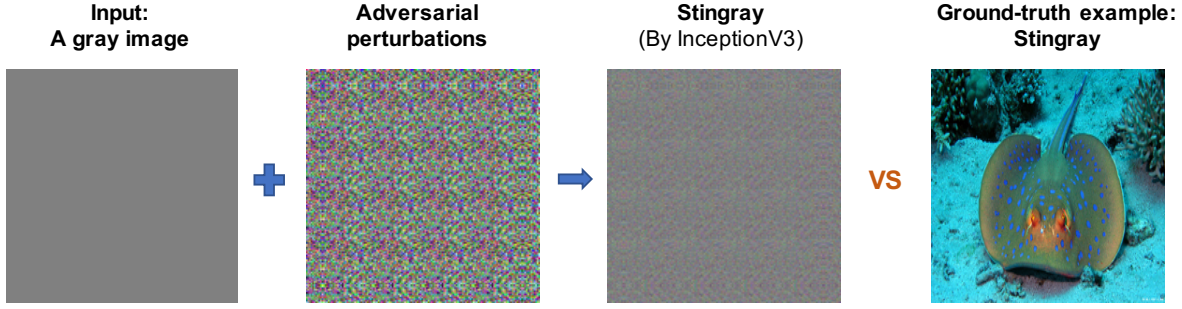 Input:
A gray image
Adversarial
perturbations
Stingray
(By InceptionV3)
Ground-truth example:
Stingray
VS